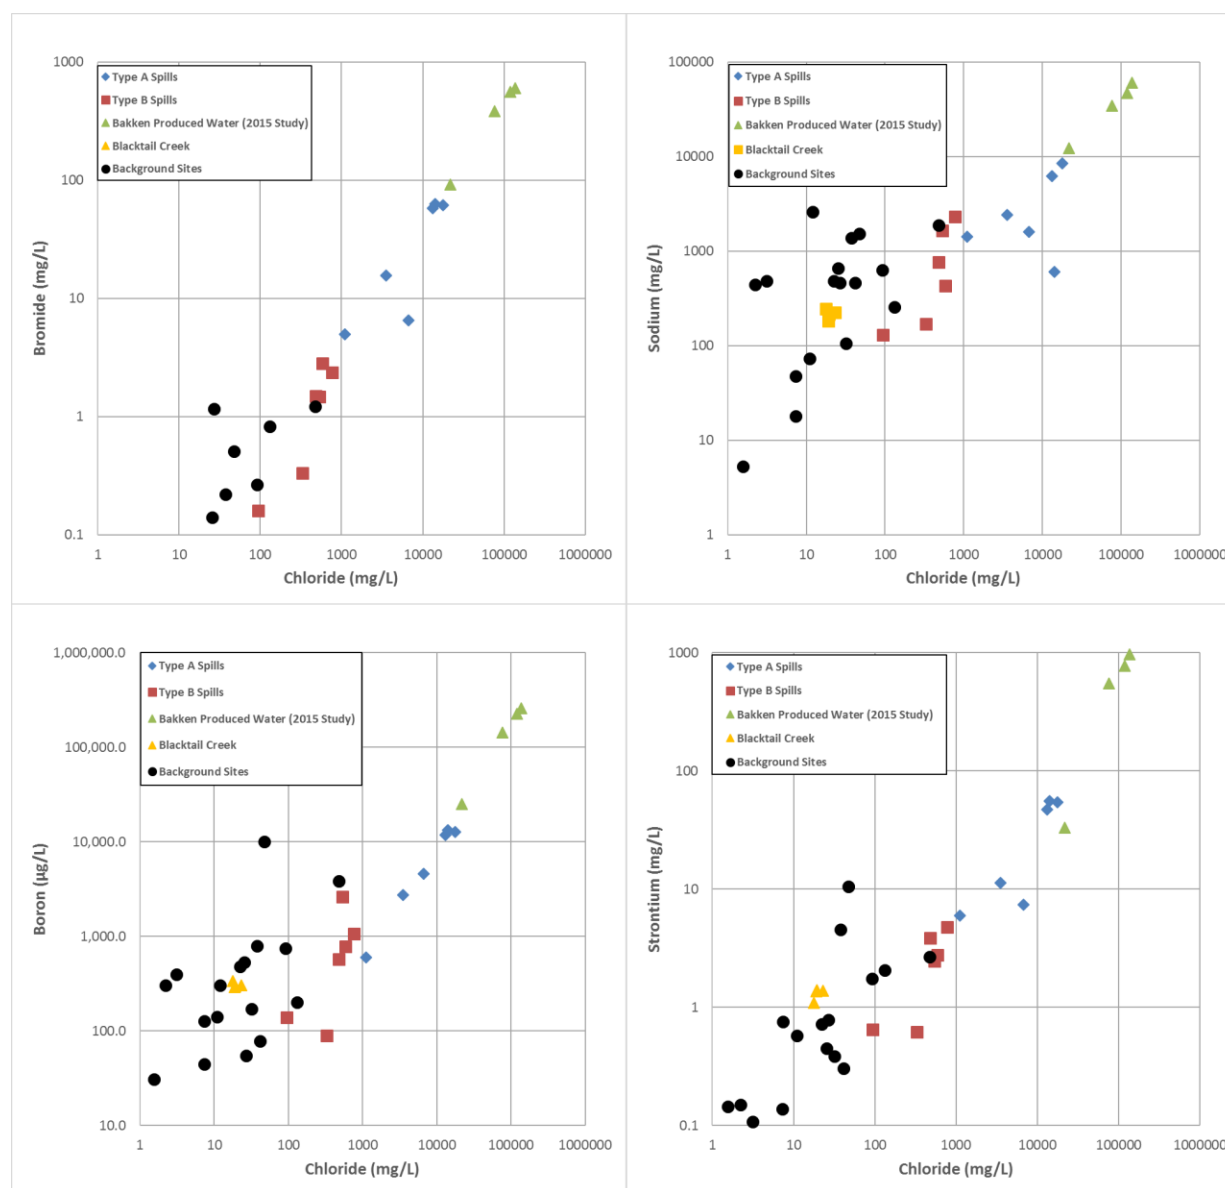 1000
100
10
1
0.1
Bromide (mg/L)
Type A Spills
Type B Spills
Bakken Produced Water (2015 Study)
Blacktail Creek
Background Sites
1 10 100 1000 10000 100000 1000000
Chloride (mg/L)
100000
10000
1000
100
10
1
Sodium (mg/L)
Type A Spills
Type B Spills
Bakken Produced Water (2015 Study)
Blacktail Creek
Background Sites
1 10 100 1000 10000 100000 1000000
Chloride (mg/L)
1,000,000.0
100,000.0
10,000.0
1,000.0
100.0
10.0
Boron (µg/L)
Type A Spills
Type B Spills
Bakken Produced Water (2015 Study)
Blacktail Creek
Background Sites
1 10 100 1000 10000 100000 1000000
Chloride (mg/L)
1000
100
10
1
0.1
Strontium (mg/L)
Type A Spills
Type B Spills
Bakken Produced Water (2015 Study)
Blacktail Creek
Background Sites
1 10 100 1000 10000 100000 1000000
Chloride (mg/L)